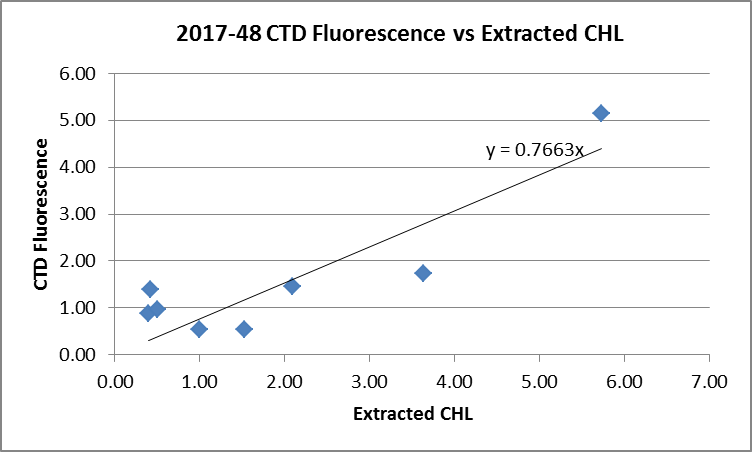 2017-48 CTD Fluorescence vs Extracted CHL
6.00
5.00
4.00
3.00
2.00
1.00
0.00
CTD Fluorescence
y = 0.7663x
0.00 1.00 2.00 3.00 4.00 5.00 6.00 7.00
Extracted CHL